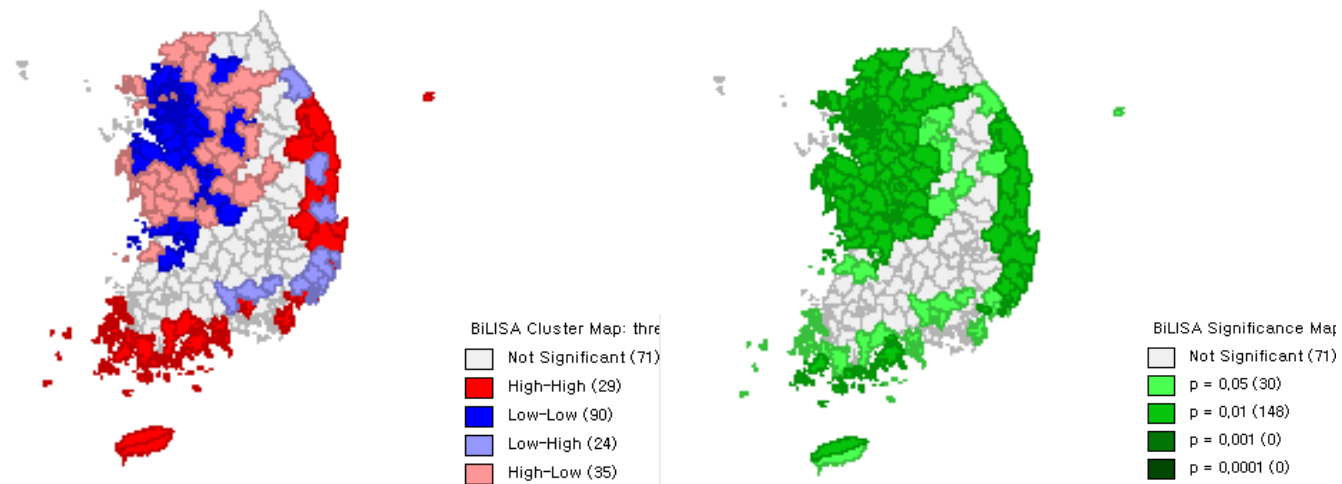 BiLISA Cluster Map: thre
Not Significant (71)
High-High (29)
Low-Low (90)
Low-High (24)
High-Low (35)
BiLISA Significance Map
Not Significant (71)
p = 0,05 (30)
p = 0,01 (148)
p = 0,001 (0)
p = 0,0001 (0)